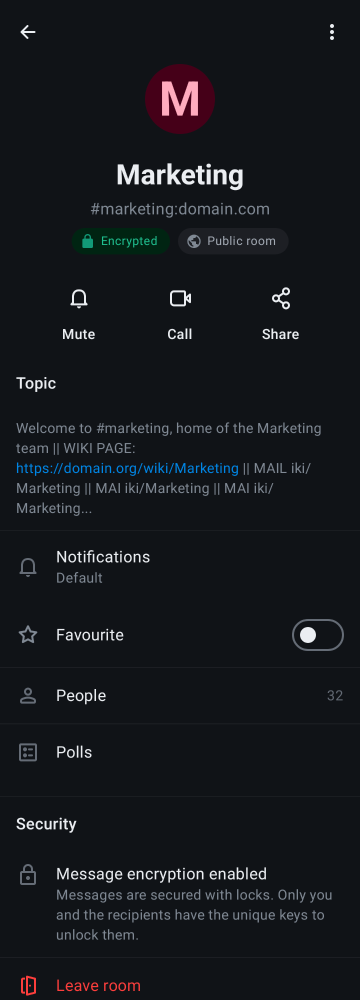 M
Marketing
#marketing:domain.com
Encrypted
Public room
Mute
Call
Share
Topic
Welcome to #marketing, home of the Marketing
team || WIKI PAGE:
https://domain.org/wiki/Marketing || MAIL iki/
Marketing || MAI iki/Marketing || MAI iki/
Marketing...
Notifications
Default
Favourite
People 32
Polls
Security
Message encryption enabled
Messages are secured with locks. Only you
and the recipients have the unique keys to
unlock them.
Leave room